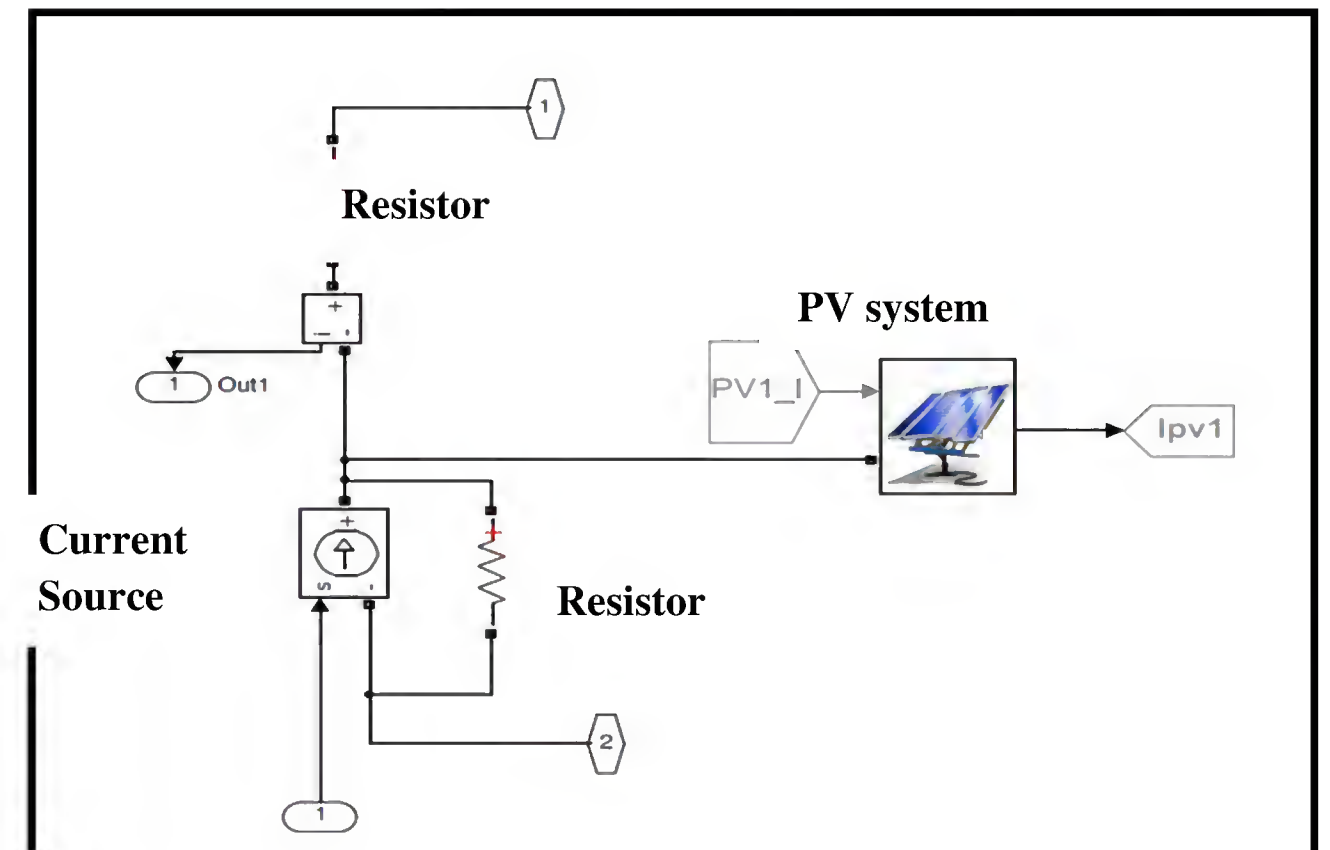 1
Resistor
+
PV system
1 Out1
PV1_I
Ipv1
+
+
Current
Source
S -
Resistor
2
1